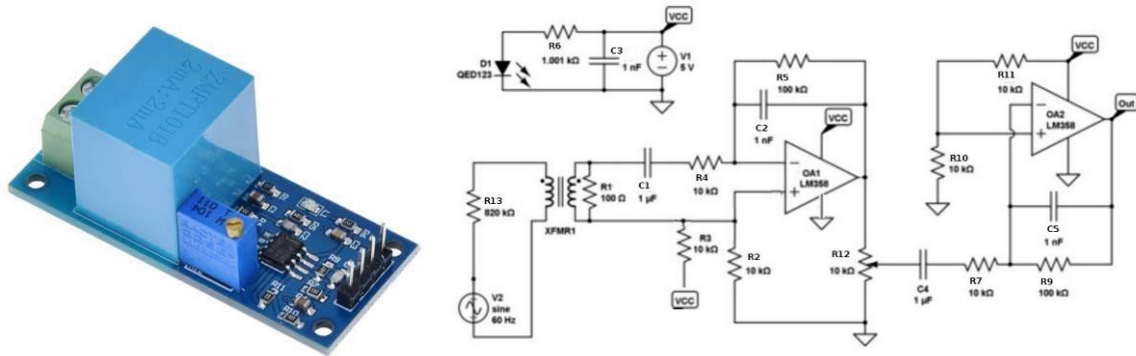 ZMPT101B
2mA:2mA
VCC
R6
1.001 kΩ
C3
1 nF
V1
5 V
D1
QED123
R5
100 kΩ
C2
1 nF
VCC
OA1
LM358
R4
10 kΩ
C1
1 µF
R1
100 Ω
XFMR1
R13
820 kΩ
V2
sine
60 Hz
R3
10 kΩ
VCC
R2
10 kΩ
R12
10 kΩ
C4
1 µF
R7
10 kΩ
R9
100 kΩ
C5
1 nF
R10
10 kΩ
R11
10 kΩ
VCC
OA2
LM358
Out